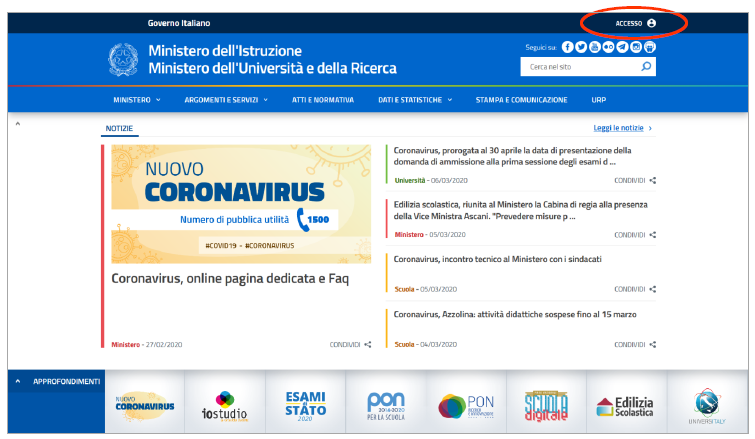 Governo Italiano
ACCESSO
Ministero dell'Istruzione
Ministero dell'Università e della Ricerca
Seguici su:
Cerca nel sito
MINISTERO
ARGOMENTI E SERVIZI
ATTI E NORMATIVA
DATI E STATISTICHE
STAMPA E COMUNICAZIONE
URP
NOTIZIE
Leggi le notizie
NUOVO
CORONAVIRUS
Numero di pubblica utilità 1500
#COVID19 - #CORONAVIRUS
Coronavirus, online pagina dedicata e Faq
Ministero - 27/02/2020
CONDIVIDI
Coronavirus, prorogata al 30 aprile la data di presentazione della
domanda di ammissione alla prima sessione degli esami d ...
Università - 06/03/2020
CONDIVIDI
Edilizia scolastica, riunita al Ministero la Cabina di regia alla presenza
della Vice Ministra Ascani. "Prevedere misure p ...
Ministero - 05/03/2020
CONDIVIDI
Coronavirus, incontro tecnico al Ministero con i sindacati
Scuola - 05/03/2020
CONDIVIDI
Coronavirus, Azzolina: attività didattiche sospese fino al 15 marzo
Scuola - 04/03/2020
CONDIVIDI
APPROFONDIMENTI
NUOVO
CORONAVIRUS
iostudio
ESAMI
di
STATO
2020
pon
2014-2020
PER LA SCUOLA
PON
SCUOLA
digitale
Edilizia
Scolastica
UNIVERSITALY